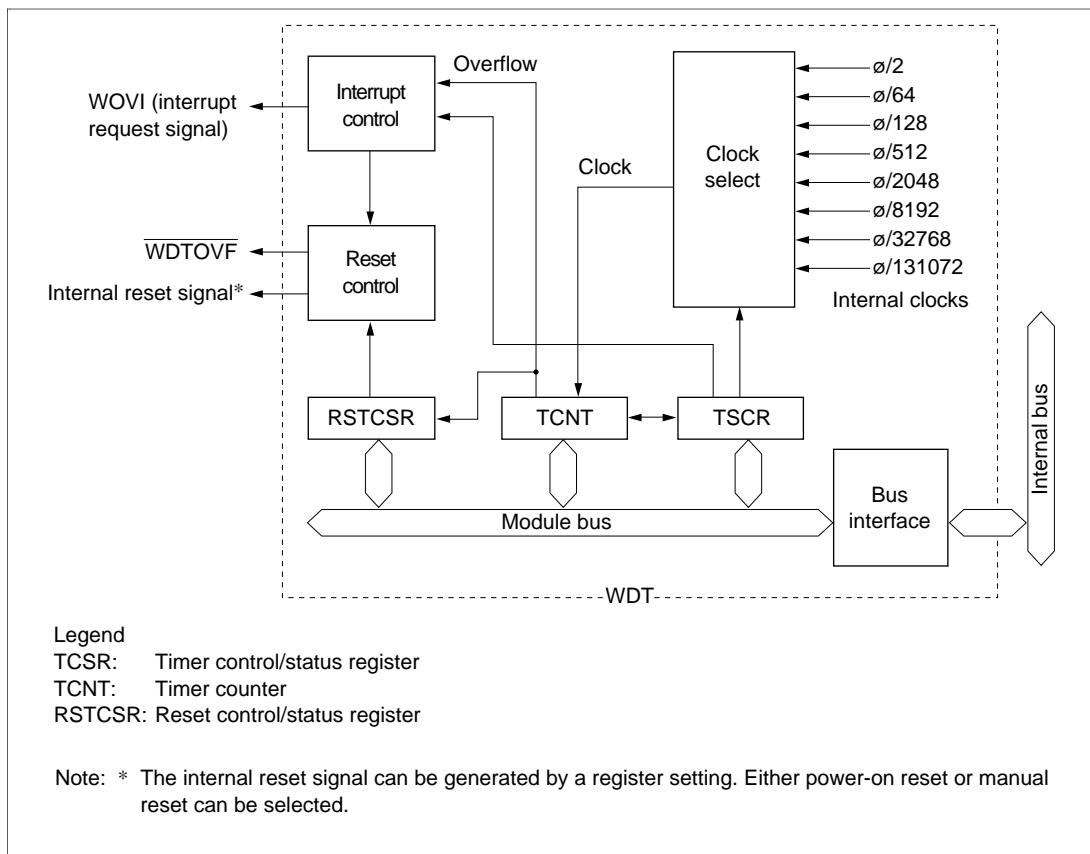 Overflow
WOVI (interrupt
request signal)
Interrupt
control
Clock
Clock
select
ø/2
ø/64
ø/128
ø/512
ø/2048
ø/8192
ø/32768
ø/131072
Internal clocks
WDTOVF
Internal reset signal*
Reset
control
RSTCSR
TCNT
TSCR
Module bus
Bus
interface
Internal bus
WDT
Legend
TCSR: Timer control/status register
TCNT: Timer counter
RSTCSR: Reset control/status register
Note: * The internal reset signal can be generated by a register setting. Either power-on reset or manual
reset can be selected.